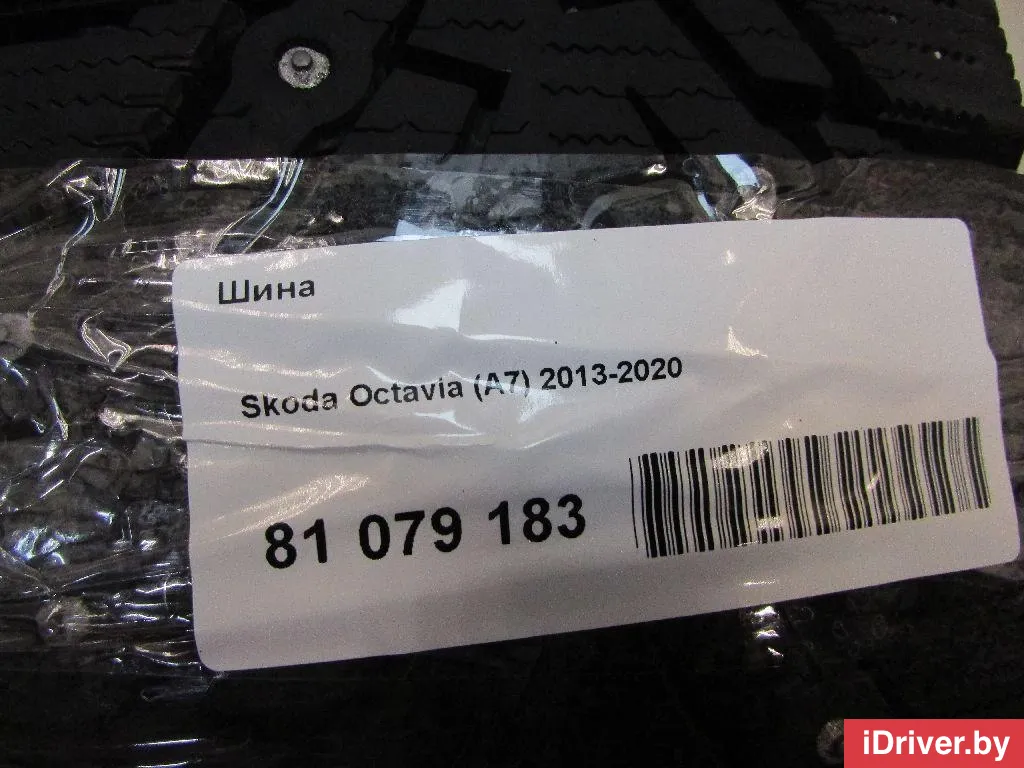 Шина
Skoda Octavia (A7) 2013-2020
81 079 183
iDriver.by